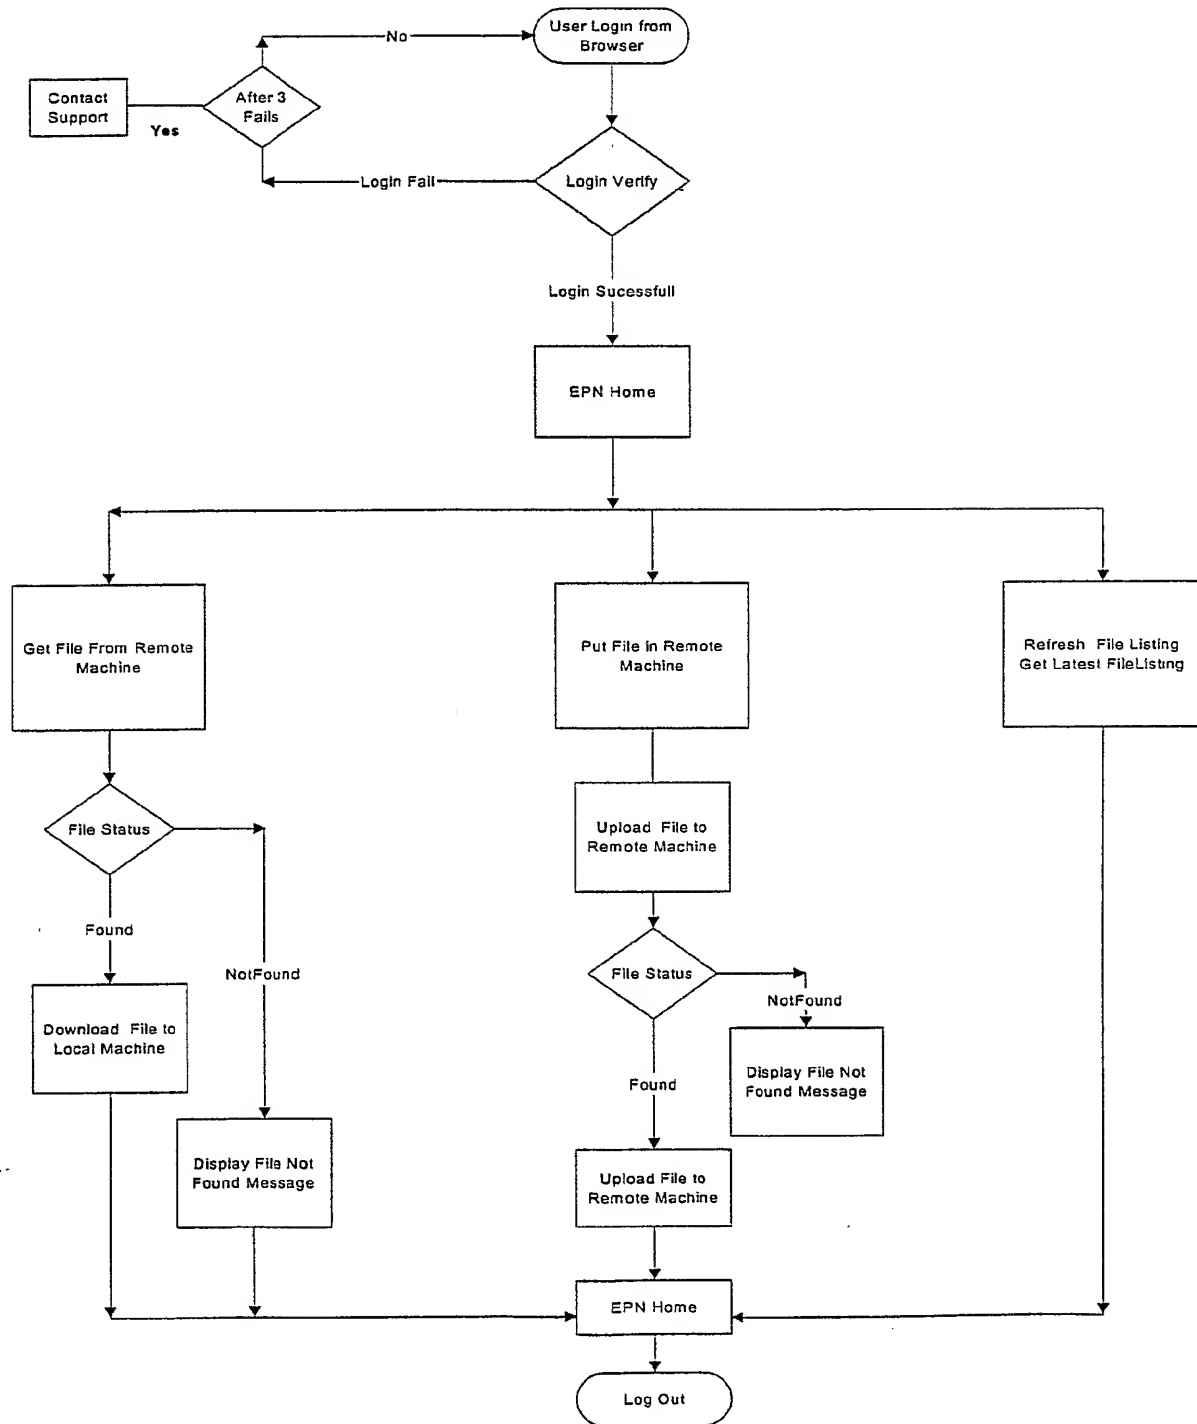 User Login from
Browser
No
After 3
Fails
Contact
Support
Yes
Login Fail
Login Verify
Login Sucessfull
EPN Home
Get File From Remote
Machine
Put File in Remote
Machine
Refresh File Listing
Get Latest FileListing
File Status
Upload File to
Remote Machine
Found
NotFound
File Status
NotFound
Download File to
Local Machine
Display File Not
Found Message
Found
Display File Not
Found Message
Upload File to
Remote Machine
EPN Home
Log Out